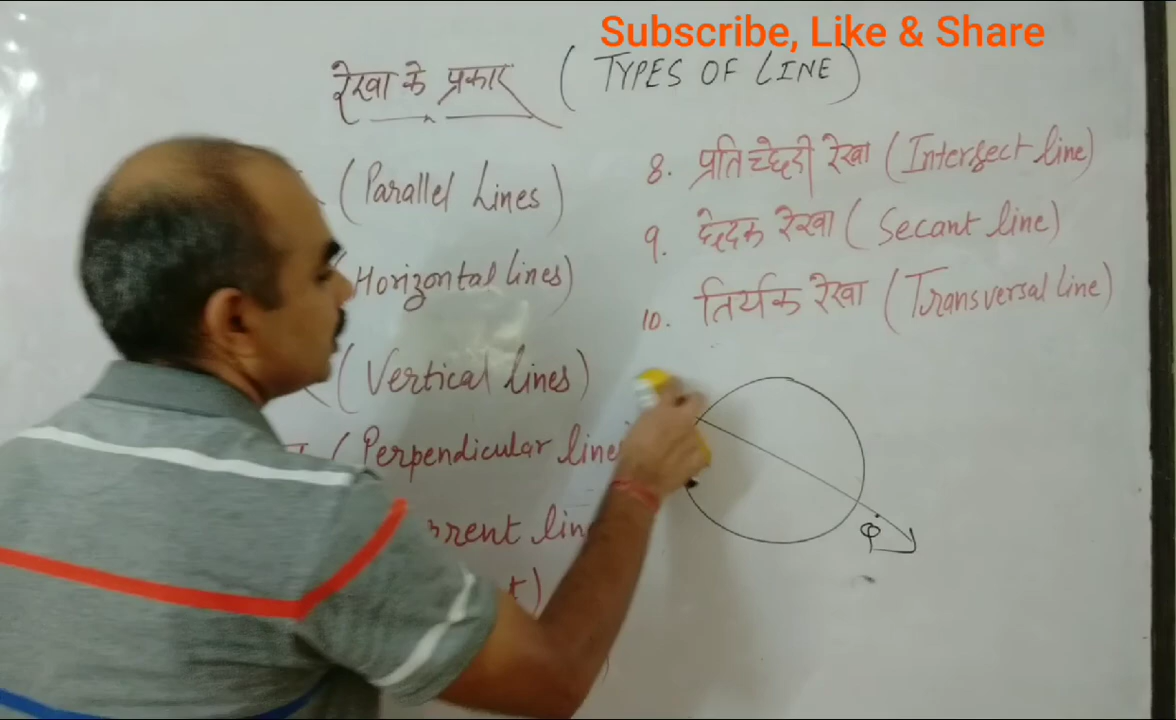 Subscribe, Like & Share
रेखा के प्रकार (TYPES OF LINE)
(Parallel Lines)
(Horizontal lines)
(Vertical lines)
(Perpendicular lines
rrent lin
t)
8. प्रतिच्छेदी रेखा (Intersect line)
9. छेदक रेखा (Secant line)
10. तिर्यक रेखा (Transversal line)
φ